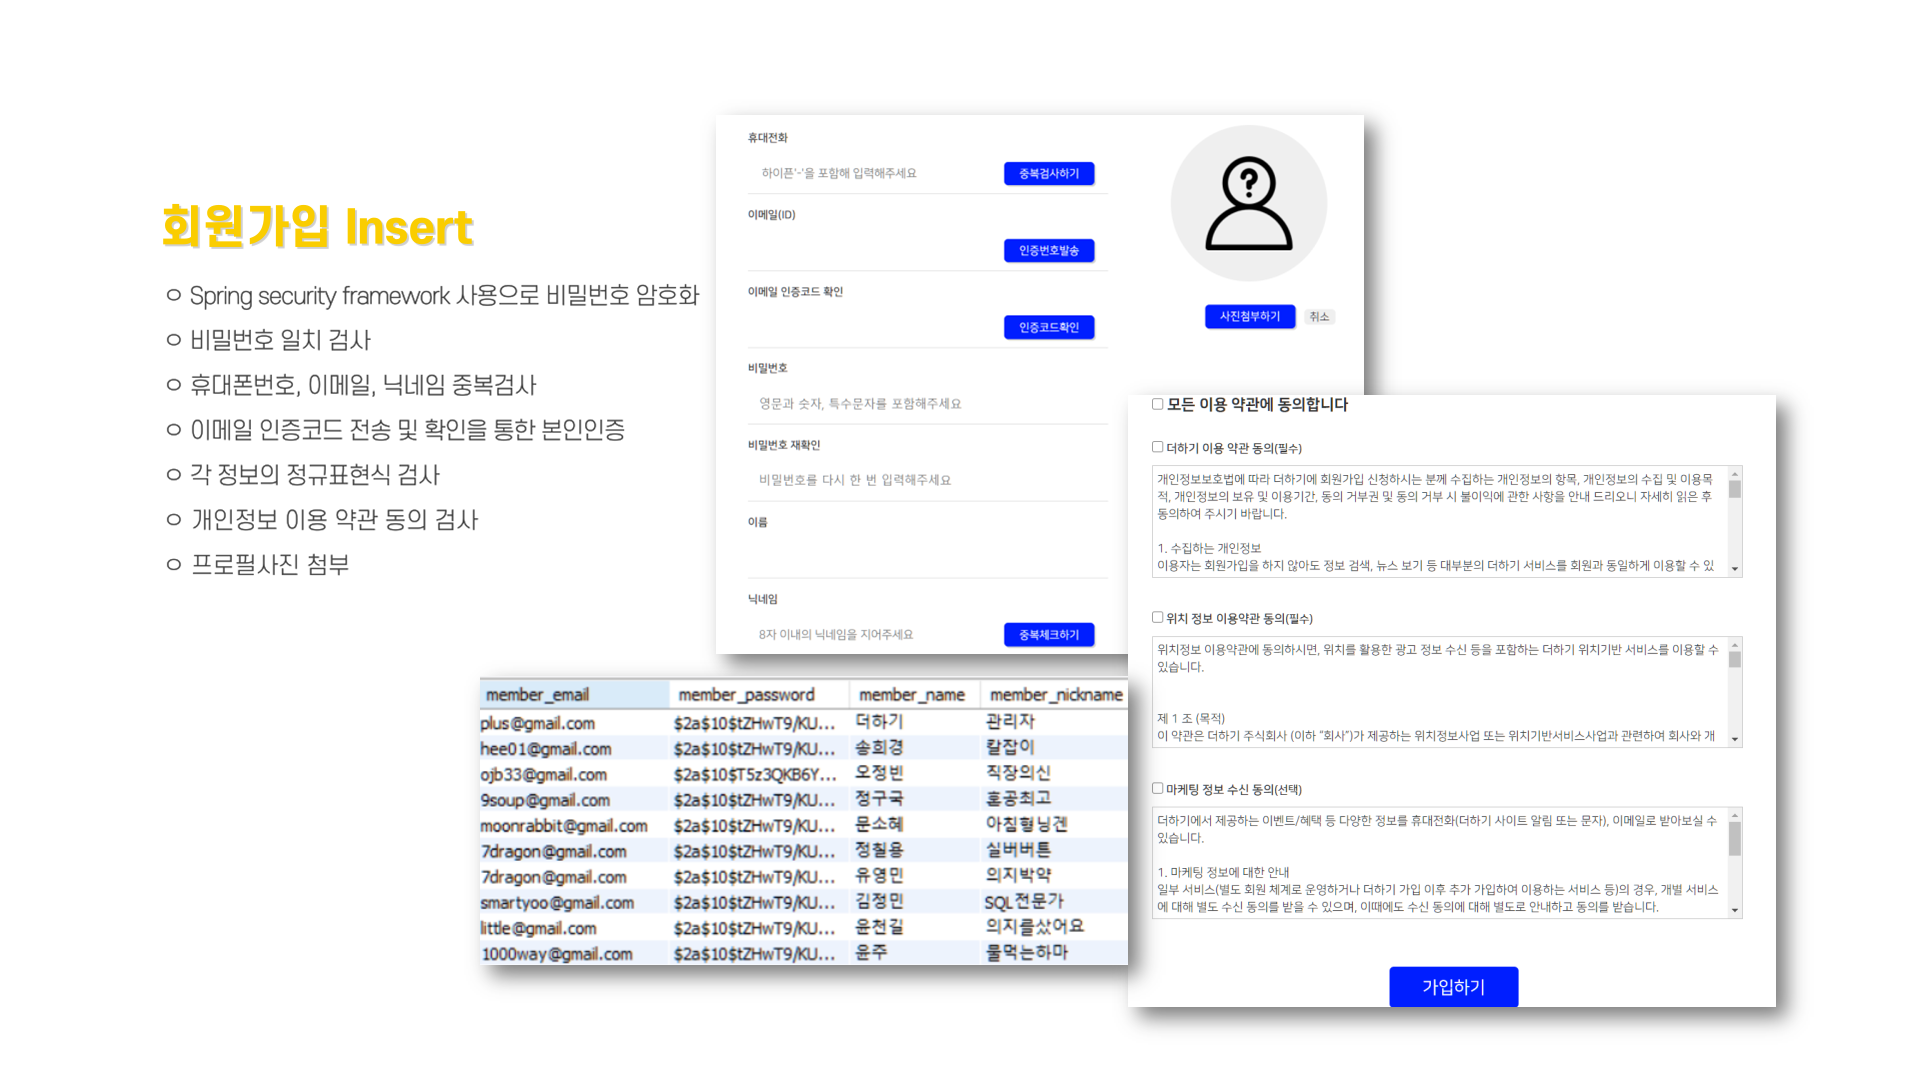 회원가입 Insert
Spring security framework 사용으로 비밀번호 암호화
비밀번호 일치 검사
휴대폰번호, 이메일, 닉네임 중복검사
이메일 인증코드 전송 및 확인을 통한 본인인증
각 정보의 정규표현식 검사
개인정보 이용 약관 동의 검사
프로필사진 첨부
휴대전화
하이픈'-'을 포함해 입력해주세요 중복검사하기
이메일(ID)
인증번호발송
이메일 인증코드 확인
인증코드확인
비밀번호
영문과 숫자, 특수문자를 포함해주세요
비밀번호 재확인
비밀번호를 다시 한 번 입력해주세요
이름
닉네임
8자 이내의 닉네임을 지어주세요 중복체크하기
?
사진첨부하기 취소
모든 이용 약관에 동의합니다
더하기 이용 약관 동의(필수)
개인정보보호법에 따라 더하기에 회원가입 신청하시는 분께 수집하는 개인정보의 항목, 개인정보의 수집 및 이용목
적, 개인정보의 보유 및 이용기간, 동의 거부권 및 동의 거부 시 불이익에 관한 사항을 안내 드리오니 자세히 읽은 후
동의하여 주시기 바랍니다.
1. 수집하는 개인정보
이용자는 회원가입을 하지 않아도 정보 검색, 뉴스 보기 등 대부분의 더하기 서비스를 회원과 동일하게 이용할 수 있
위치 정보 이용약관 동의(필수)
위치정보 이용약관에 동의하시면, 위치를 활용한 광고 정보 수신 등을 포함하는 더하기 위치기반 서비스를 이용할 수
있습니다.
제 1 조 (목적)
이 약관은 더하기 주식회사 (이하 “회사”)가 제공하는 위치정보사업 또는 위치기반서비스사업과 관련하여 회사와 개
마케팅 정보 수신 동의(선택)
더하기에서 제공하는 이벤트/혜택 등 다양한 정보를 휴대전화(더하기 사이트 알림 또는 문자), 이메일로 받아보실 수
있습니다.
1. 마케팅 정보에 대한 안내
일부 서비스(별도 회원 체계로 운영하거나 더하기 가입 이후 추가 가입하여 이용하는 서비스 등)의 경우, 개별 서비스
에 대해 별도 수신 동의를 받을 수 있으며, 이때에도 수신 동의에 대해 별도로 안내하고 동의를 받습니다.
가입하기
member_email member_password member_name member_nickname
plus@gmail.com $2a$10$tZHwT9/KU... 더하기 관리자
hee01@gmail.com $2a$10$tZHwT9/KU... 송희경 칼잡이
ojb33@gmail.com $2a$10$T5z3QKB6Y... 오정빈 직장의신
9soup@gmail.com $2a$10$tZHwT9/KU... 정구국 혼공최고
moonrabbit@gmail.com $2a$10$tZHwT9/KU... 문소혜 아침형닝겐
7dragon@gmail.com $2a$10$tZHwT9/KU... 정칠용 실버버튼
7dragon@gmail.com $2a$10$tZHwT9/KU... 유영민 의지박약
smartyoo@gmail.com $2a$10$tZHwT9/KU... 김정민 SQL전문가
little@gmail.com $2a$10$tZHwT9/KU... 윤천길 의지를샀어요
1000way@gmail.com $2a$10$tZHwT9/KU... 윤주 물먹는하마